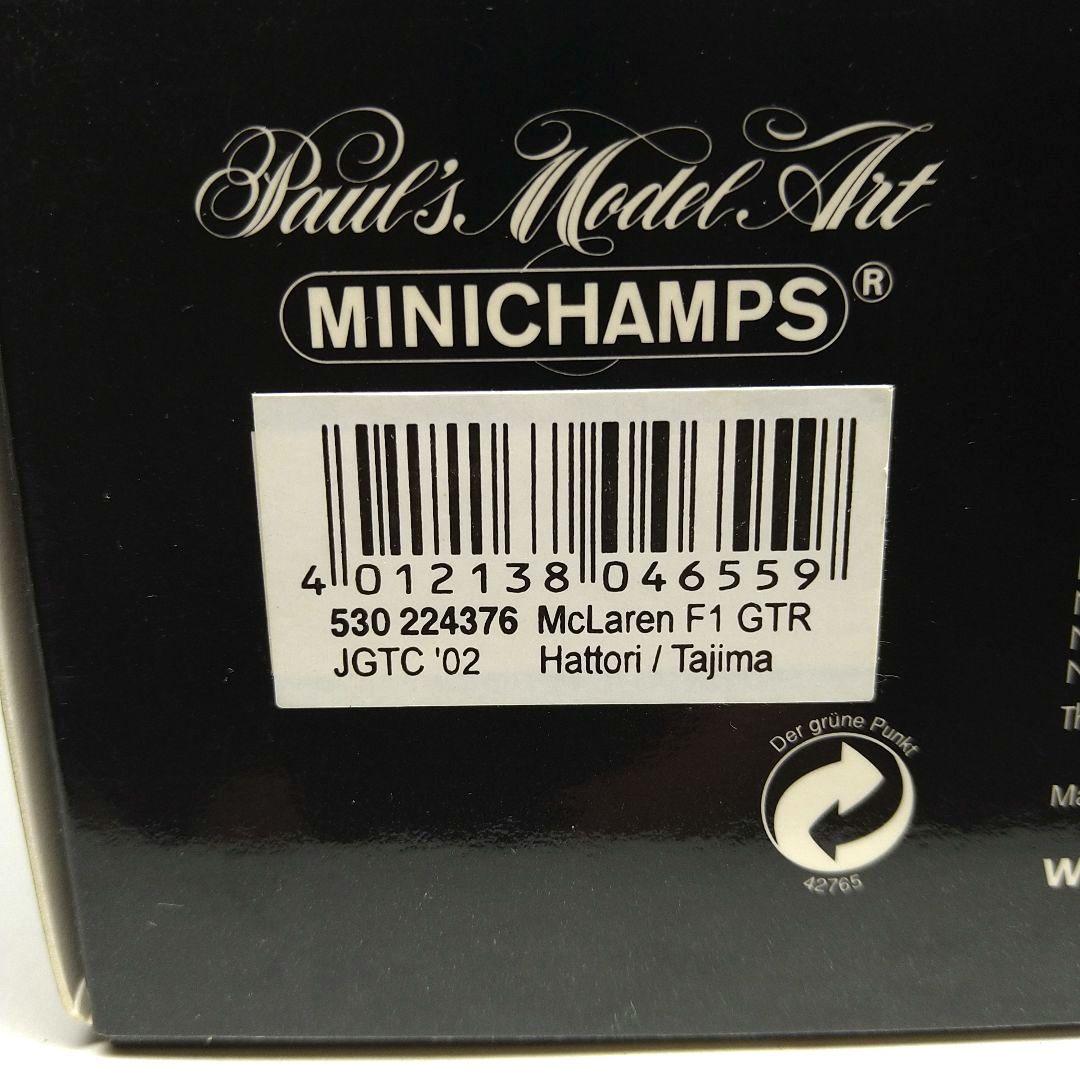 Paul's Model Art
MINICHAMPS®
4 012138 046559
530 224376 McLaren F1 GTR
JGTC '02 Hattori / Tajima
Der grüne Punkt
42765